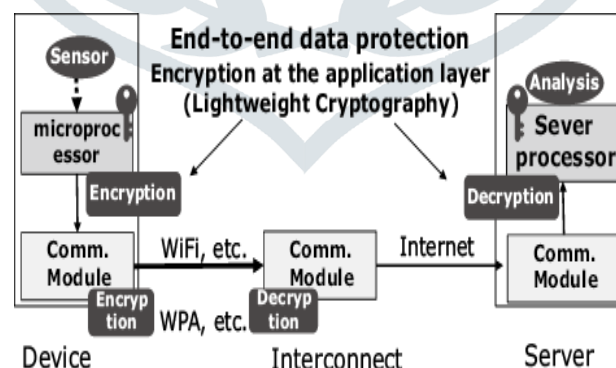 End-to-end data protection
Encryption at the application layer
(Lightweight Cryptography)
Sensor
microproc
essor
Encryption
Comm.
Module
Encryp
tion
WiFi, etc.
WPA, etc.
Comm.
Module
Decryp
tion
Internet
Analysis
Sever
processor
Decryption
Comm.
Module
Device
Interconnect
Server